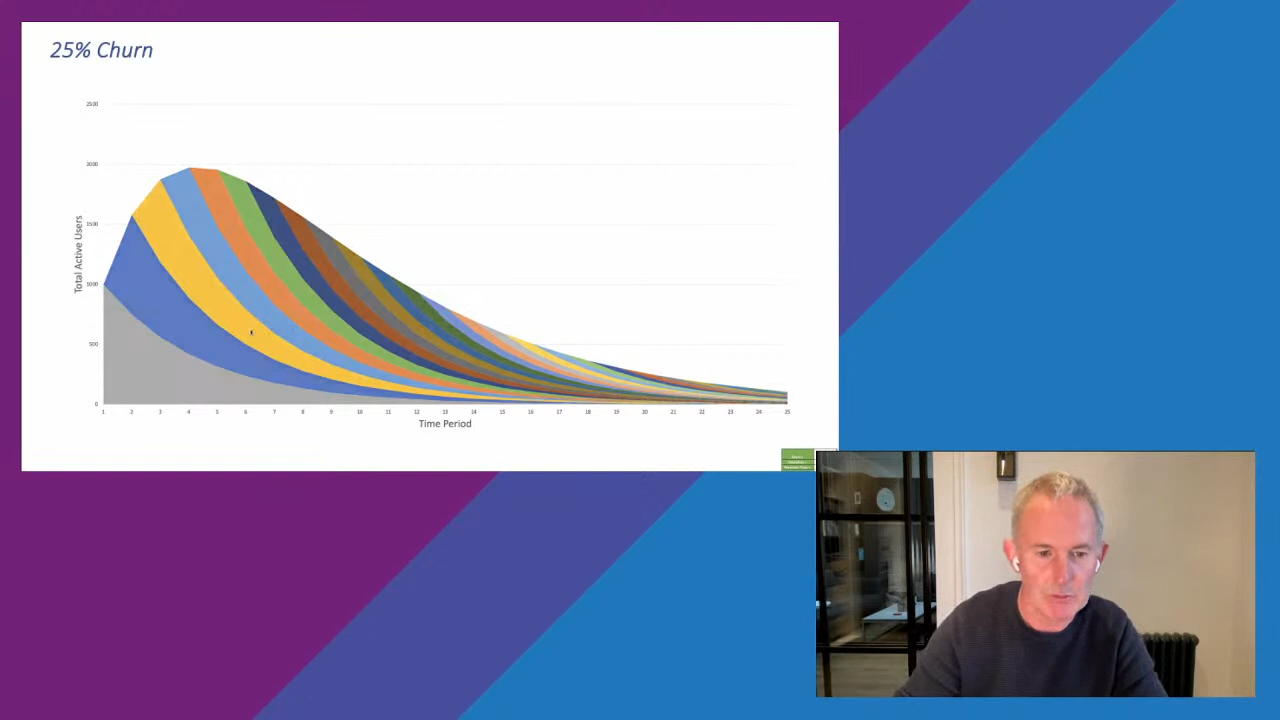 25% Churn
2500
2000
1500
1000
500
0
Total Active Users
1 2 3 4 5 6 7 8 9 10 11 12 13 14 15 16 17 18 19 20 21 22 23 24 25
Time Period